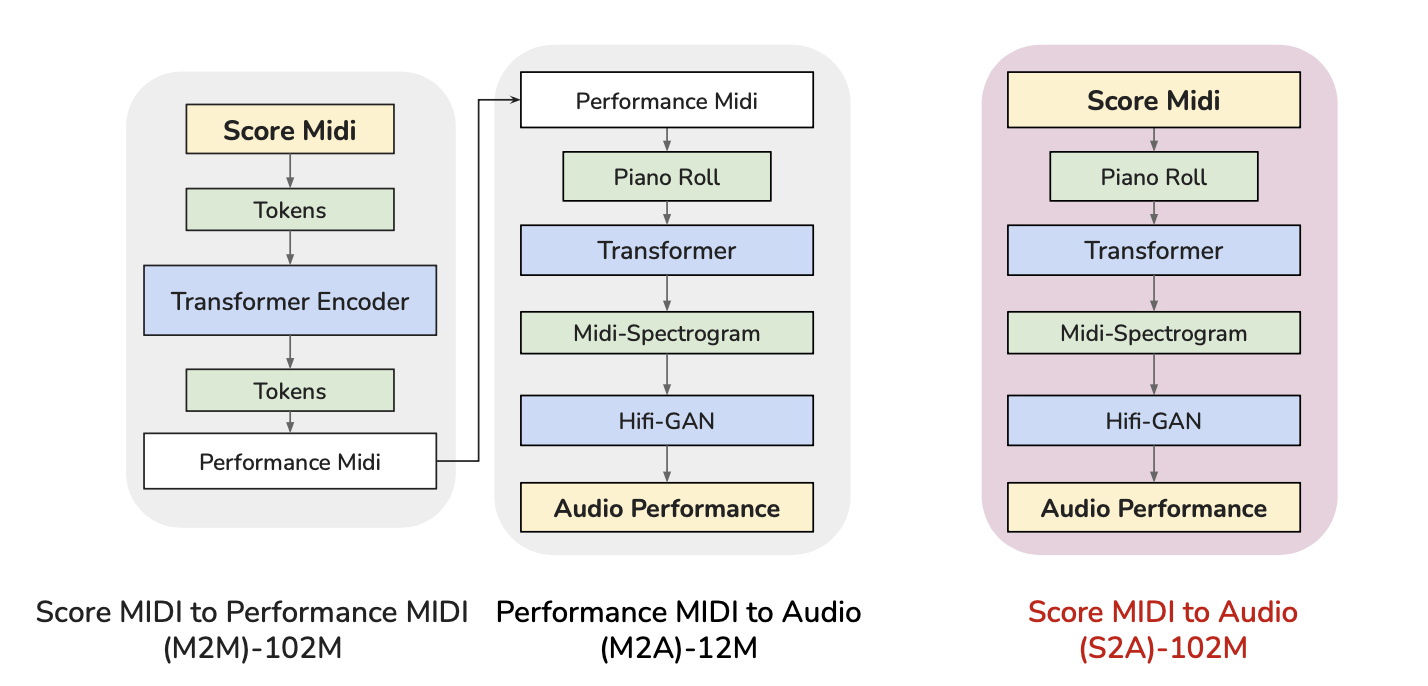 Score Midi
Tokens
Transformer Encoder
Tokens
Performance Midi
Score MIDI to Performance MIDI
(M2M)-102M
Performance Midi
Piano Roll
Transformer
Midi-Spectrogram
Hifi-GAN
Audio Performance
Performance MIDI to Audio
(M2A)-12M
Score Midi
Piano Roll
Transformer
Midi-Spectrogram
Hifi-GAN
Audio Performance
Score MIDI to Audio
(S2A)-102M